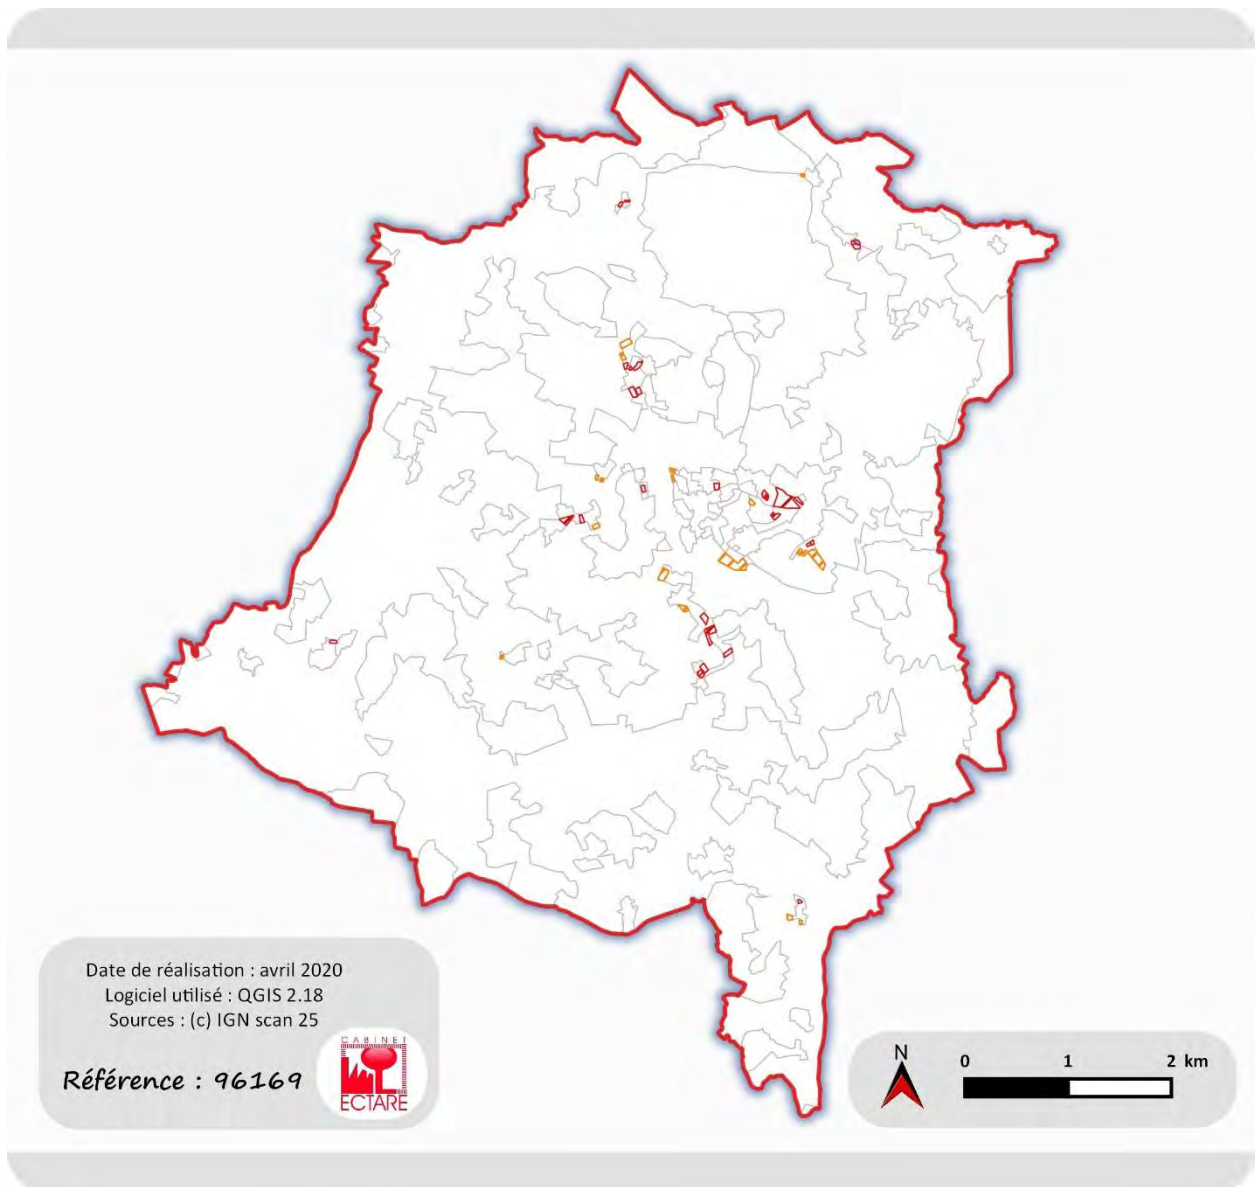 Date de réalisation : avril 2020
Logiciel utilisé : QGIS 2.18
Sources : (c) IGN scan 25
Référence : 96169
CABINET
ECTARE
N
0 1 2 km